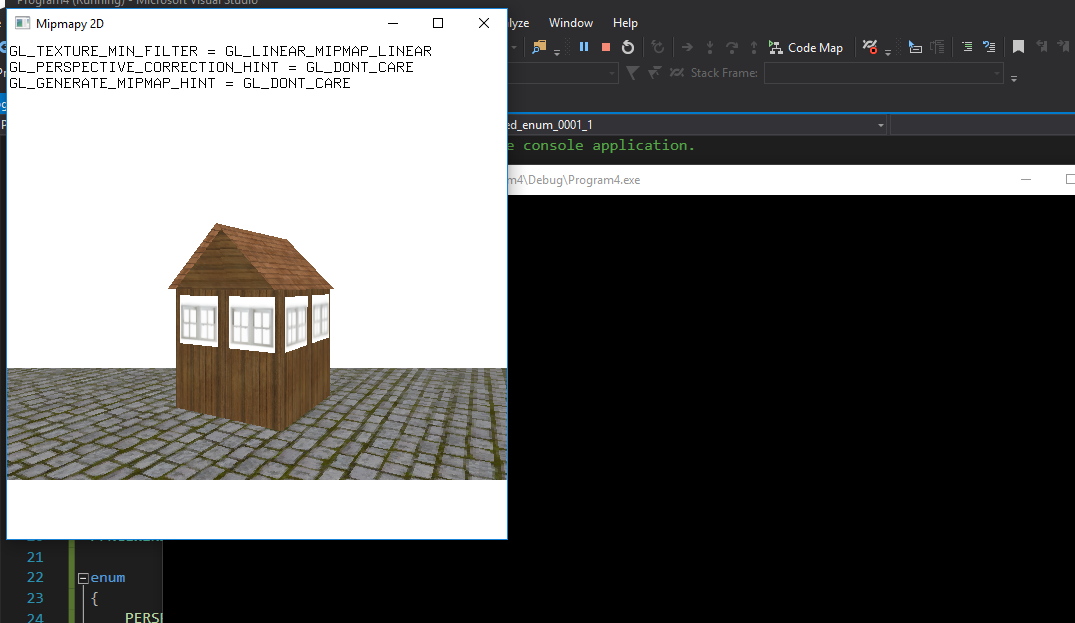 Program4 (Running) - Microsoft Visual Studio
Mipmapy 2D
GL_TEXTURE_MIN_FILTER = GL_LINEAR_MIPMAP_LINEAR
GL_PERSPECTIVE_CORRECTION_HINT = GL_DONT_CARE
GL_GENERATE_MIPMAP_HINT = GL_DONT_CARE
lyze Window Help
Code Map
Stack Frame:
ed_enum_0001_1
e console application.
m4\Debug\Program4.exe
21
22 enum
23 {
24 PERSP